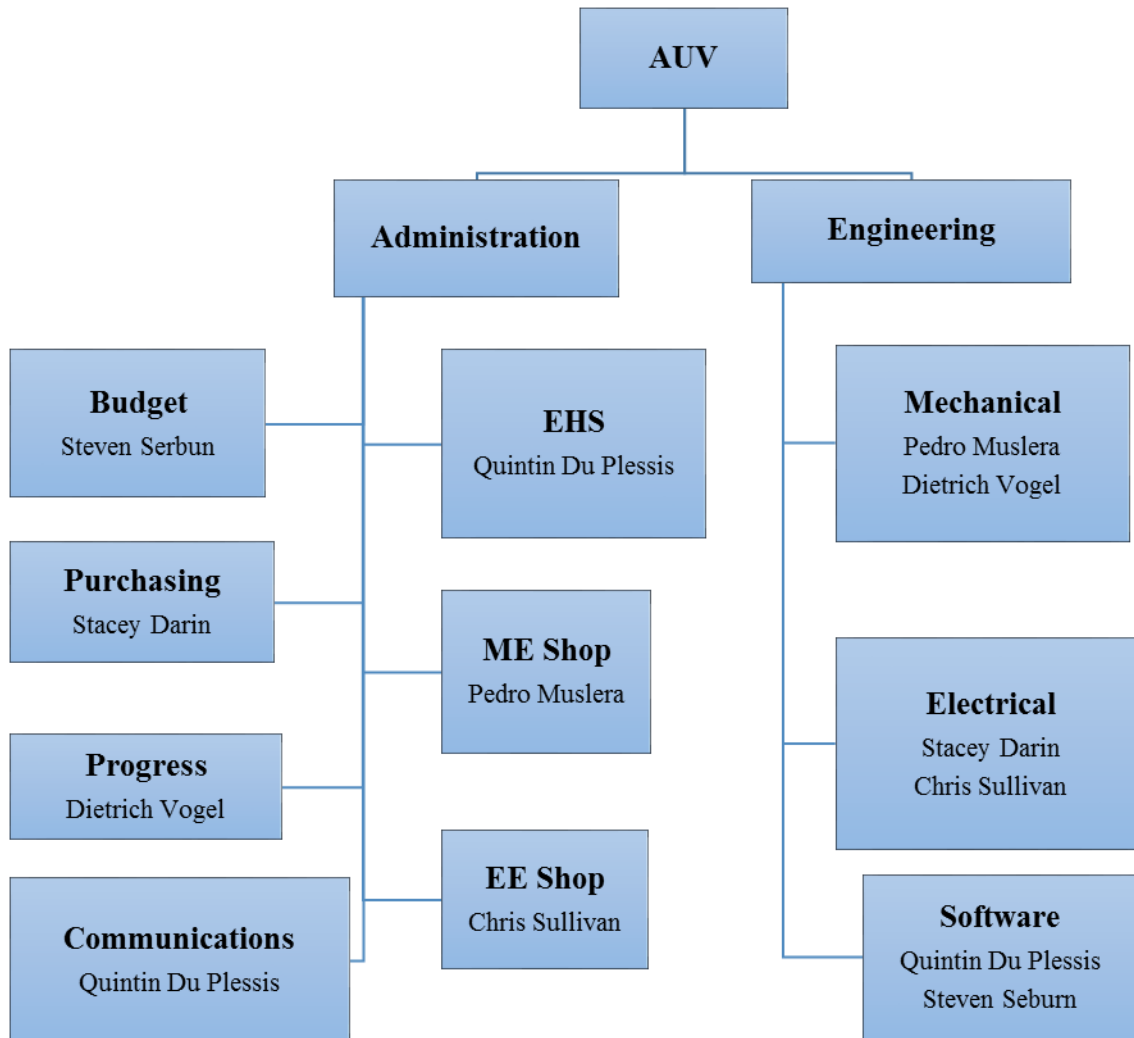 AUV
Administration
Engineering
Budget
Steven Serbun
EHS
Quintin Du Plessis
Mechanical
Pedro Muslera
Dietrich Vogel
Purchasing
Stacey Darin
ME Shop
Pedro Muslera
Electrical
Stacey Darin
Chris Sullivan
Progress
Dietrich Vogel
EE Shop
Chris Sullivan
Communications
Quintin Du Plessis
Software
Quintin Du Plessis
Steven Seburn